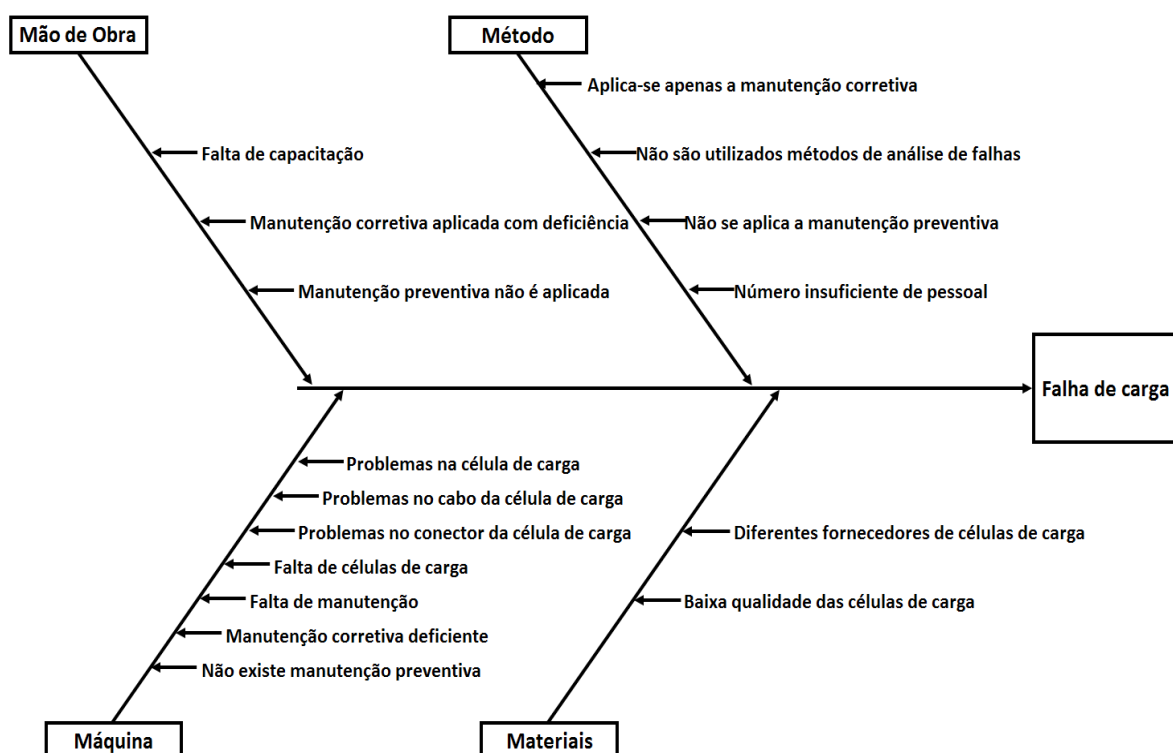 Mão de Obra
Falta de capacitação
Manutenção corretiva aplicada com deficiência
Manutenção preventiva não é aplicada
Método
Aplica-se apenas a manutenção corretiva
Não são utilizados métodos de análise de falhas
Não se aplica a manutenção preventiva
Número insuficiente de pessoal
Falha de carga
Problemas na célula de carga
Problemas no cabo da célula de carga
Problemas no conector da célula de carga
Falta de células de carga
Falta de manutenção
Manutenção corretiva deficiente
Não existe manutenção preventiva
Máquina
Diferentes fornecedores de células de carga
Baixa qualidade das células de carga
Materiais